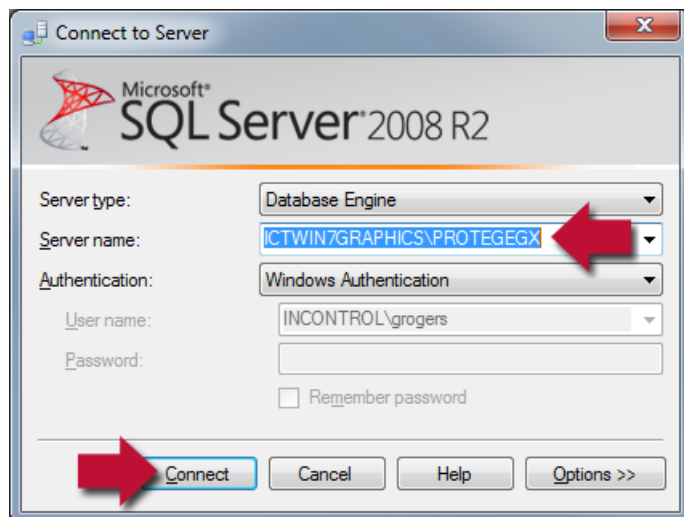 Connect to Server
Microsoft®
SQL Server® 2008 R2
Server type: Database Engine
Server name: ICTWIN7GRAPHICS\PROTEGEGX
Authentication: Windows Authentication
User name: INCONTROL\grogers
Password:
Remember password
Connect Cancel Help Options >>